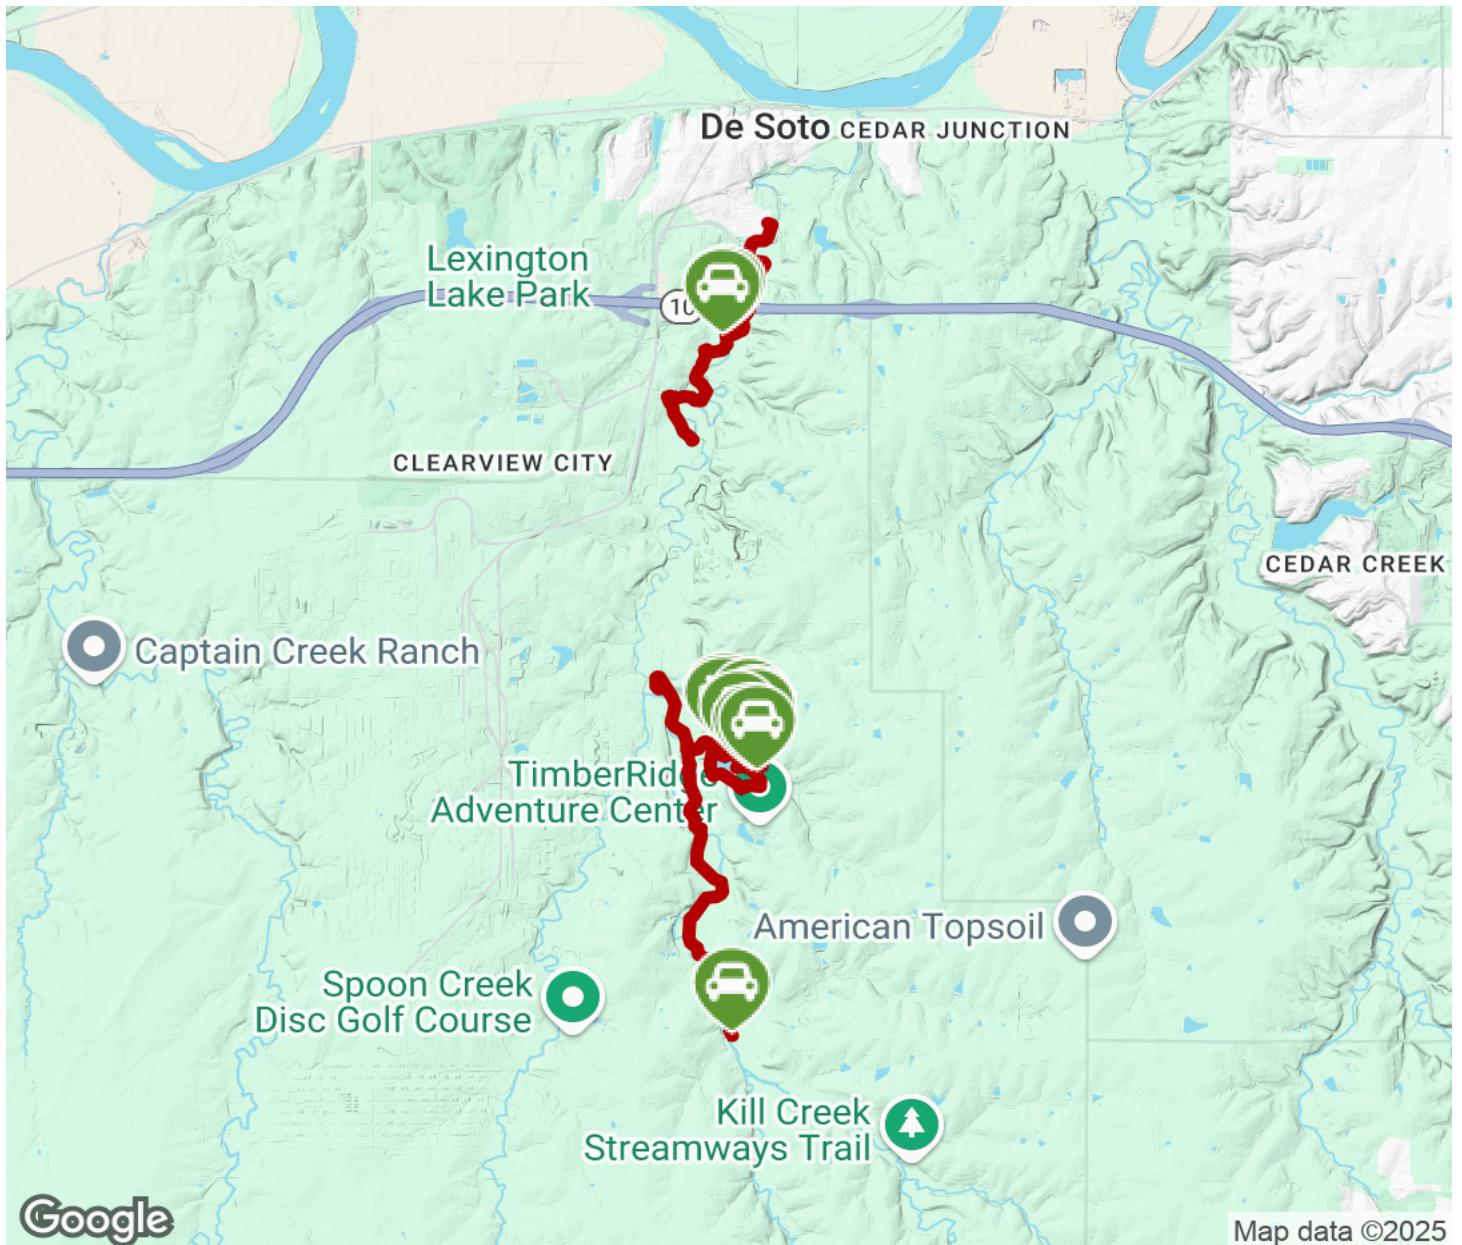 De Soto CEDAR JUNCTION
Lexington
Lake Park
10
CLEARVIEW CITY
CEDAR CREEK
Captain Creek Ranch
TimberRidge
Adventure Center
American Topsoil
Spoon Creek
Disc Golf Course
Kill Creek
Streamways Trail
Google
Map data ©2025